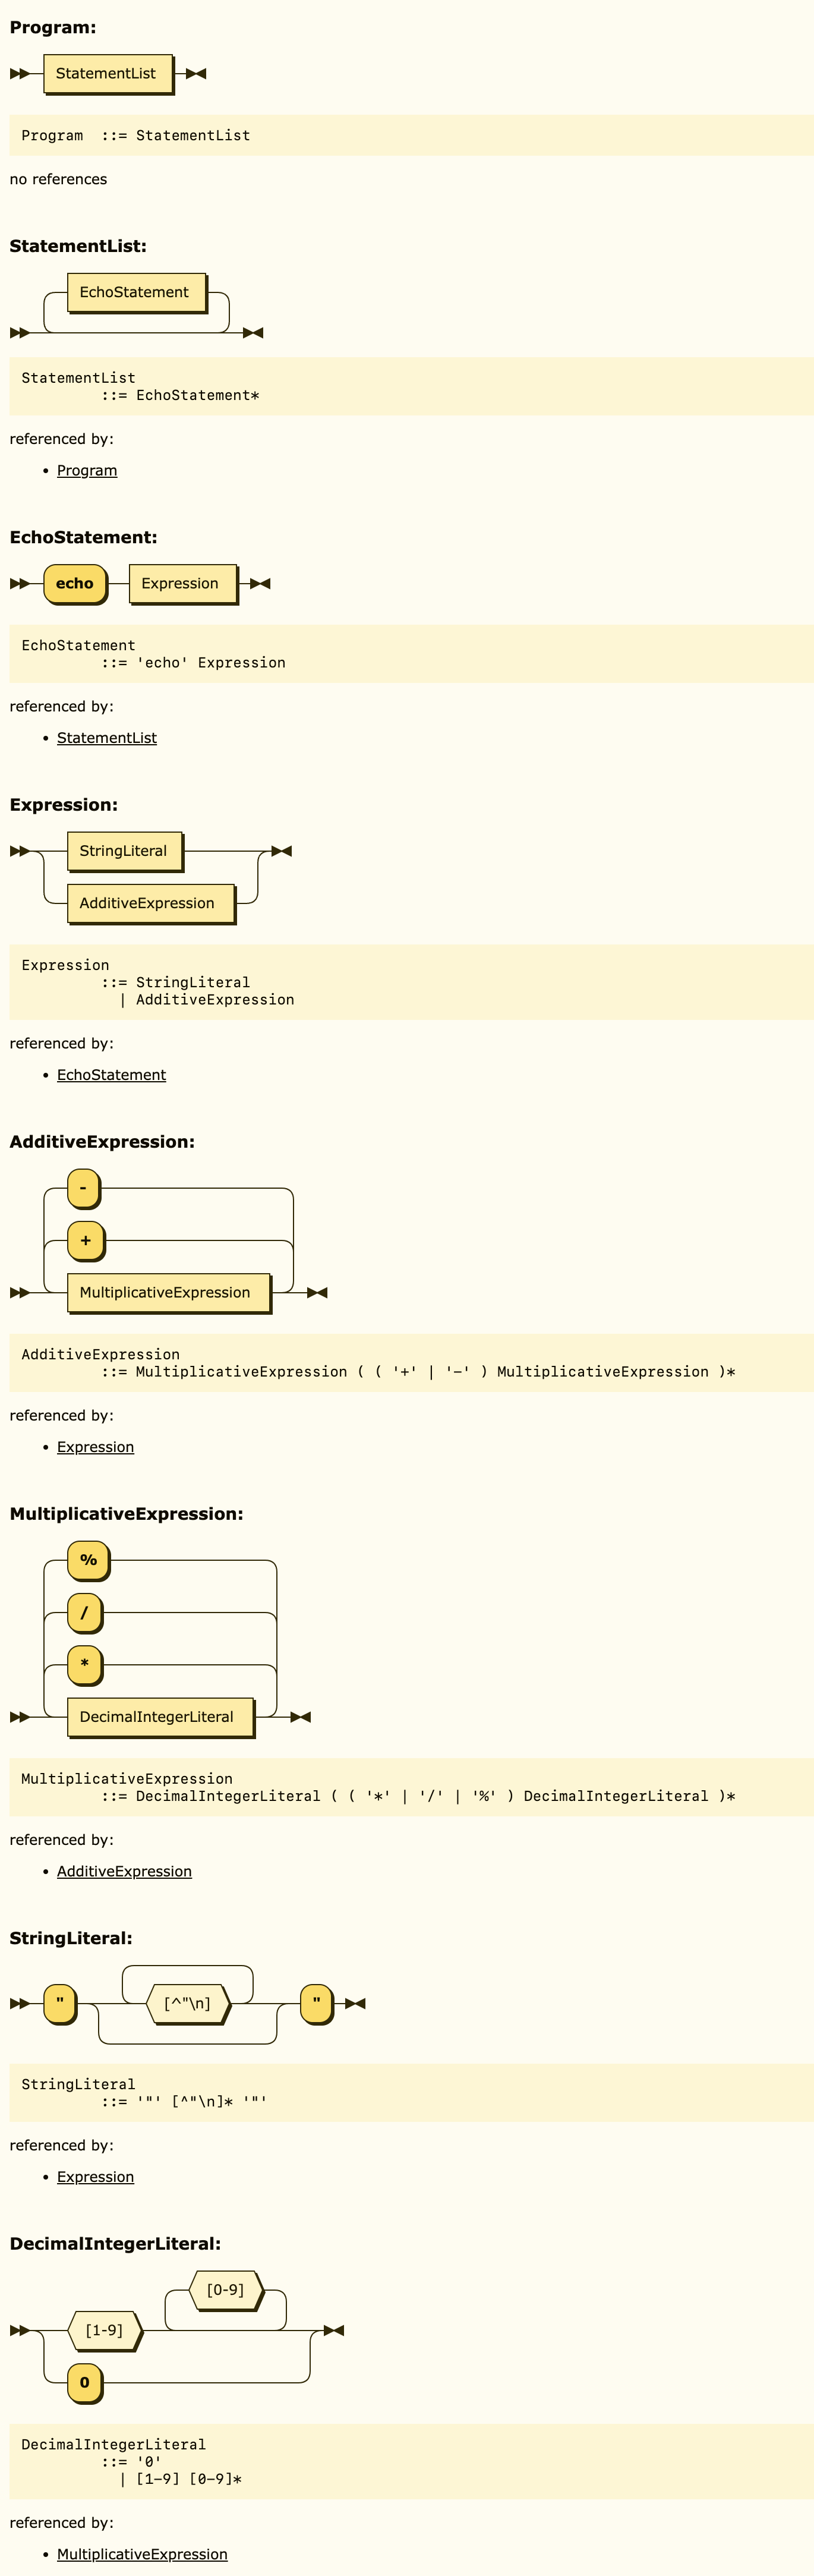 Program:
StatementList
Program  ::= StatementList
no references
StatementList:
EchoStatement
StatementList
         ::= EchoStatement*
referenced by:
• Program
EchoStatement:
echo Expression
EchoStatement
         ::= 'echo' Expression
referenced by:
• StatementList
Expression:
StringLiteral
AdditiveExpression
Expression
         ::= StringLiteral
           | AdditiveExpression
referenced by:
• EchoStatement
AdditiveExpression:
-
+
MultiplicativeExpression
AdditiveExpression
         ::= MultiplicativeExpression ( ( '+' | '-' ) MultiplicativeExpression )*
referenced by:
• Expression
MultiplicativeExpression:
%
/
*
DecimalIntegerLiteral
MultiplicativeExpression
         ::= DecimalIntegerLiteral ( ( '*' | '/' | '%' ) DecimalIntegerLiteral )*
referenced by:
• AdditiveExpression
StringLiteral:
" [^"\n] "
StringLiteral
         ::= '"' [^"\n]* '"'
referenced by:
• Expression
DecimalIntegerLiteral:
[0-9]
[1-9]
0
DecimalIntegerLiteral
         ::= '0'
           | [1-9] [0-9]*
referenced by:
• MultiplicativeExpression